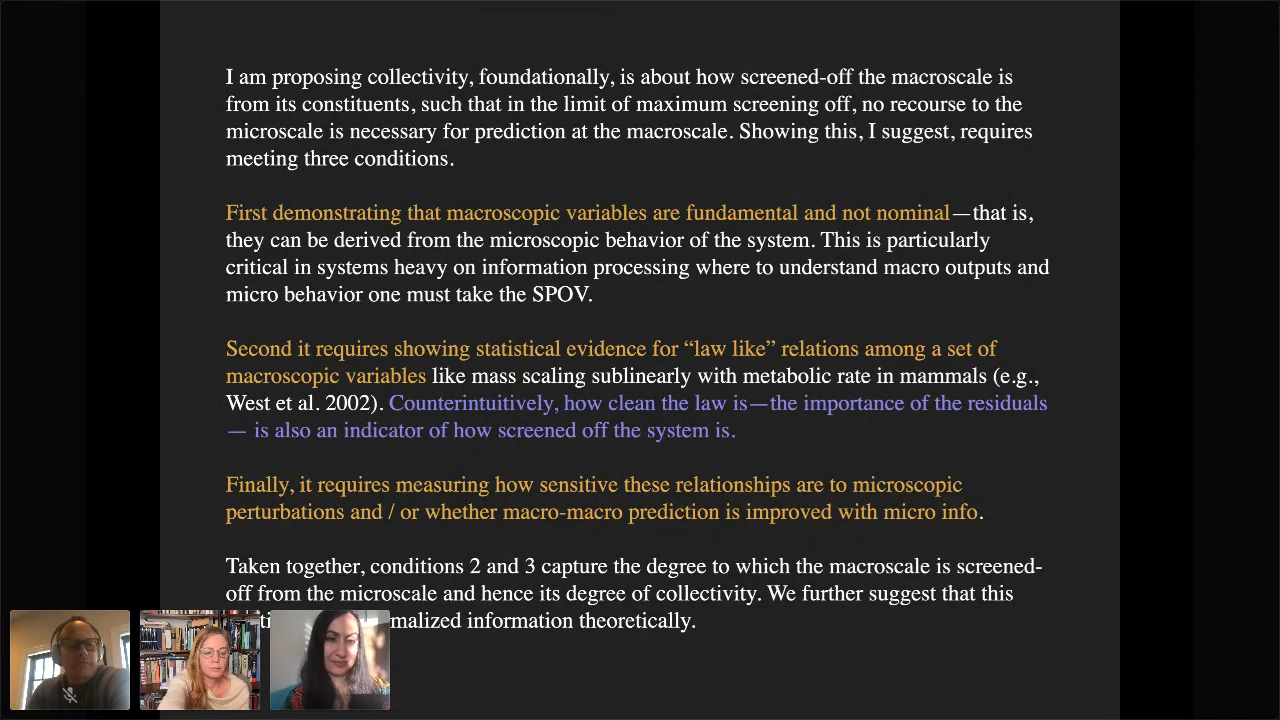 I am proposing collectivity, foundationally, is about how screened-off the macroscale is
from its constituents, such that in the limit of maximum screening off, no recourse to the
microscale is necessary for prediction at the macroscale. Showing this, I suggest, requires
meeting three conditions.
First demonstrating that macroscopic variables are fundamental and not nominal—that is,
they can be derived from the microscopic behavior of the system. This is particularly
critical in systems heavy on information processing where to understand macro outputs and
micro behavior one must take the SPOV.
Second it requires showing statistical evidence for “law like” relations among a set of
macroscopic variables like mass scaling sublinearly with metabolic rate in mammals (e.g.,
West et al. 2002). Counterintuitively, how clean the law is—the importance of the residuals
— is also an indicator of how screened off the system is.
Finally, it requires measuring how sensitive these relationships are to microscopic
perturbations and / or whether macro-macro prediction is improved with micro info.
Taken together, conditions 2 and 3 capture the degree to which the macroscale is screened-
off from the microscale and hence its degree of collectivity. We further suggest that this
information theoretically.